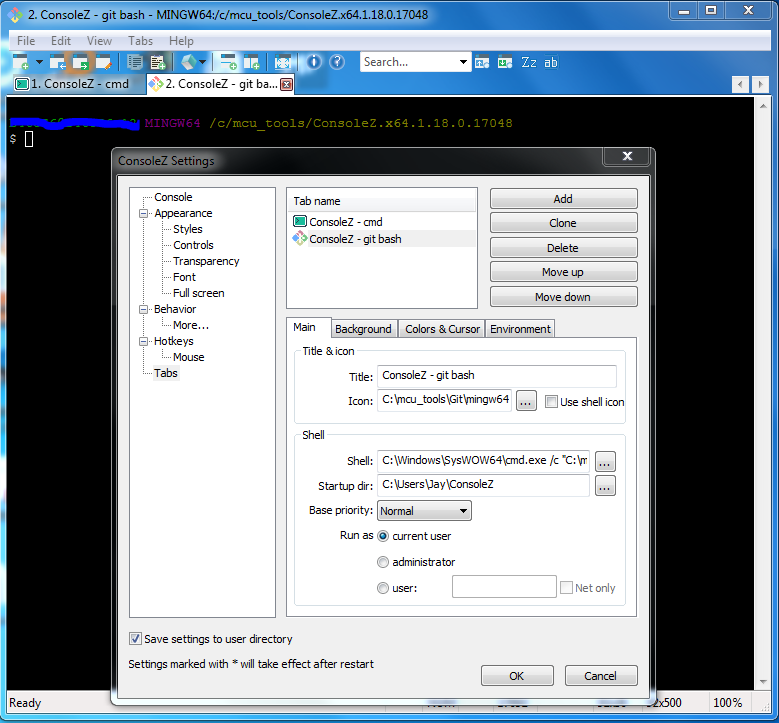 2. ConsoleZ - git bash - MINGW64:/c/mcu_tools/ConsoleZ.x64.1.18.0.17048
File Edit View Tabs Help
Search... Zz ab
1. ConsoleZ - cmd 2. ConsoleZ - git ba...
MINGW64 /c/mcu_tools/ConsoleZ.x64.1.18.0.17048
$
ConsoleZ Settings
Console
Appearance
Styles
Controls
Transparency
Font
Full screen
Behavior
More...
Hotkeys
Mouse
Tabs
Tab name
ConsoleZ - cmd
ConsoleZ - git bash
Add
Clone
Delete
Move up
Move down
Main Background Colors & Cursor Environment
Title & icon
Title: ConsoleZ - git bash
Icon: C:\mcu_tools\Git\mingw64 ... Use shell icon
Shell
Shell: C:\Windows\SysWOW64\cmd.exe /c "C:\m ...
Startup dir: C:\Users\Jay\ConsoleZ ...
Base priority: Normal
Run as current user
administrator
user: Net only
Save settings to user directory
Settings marked with * will take effect after restart
OK Cancel
Ready 100%